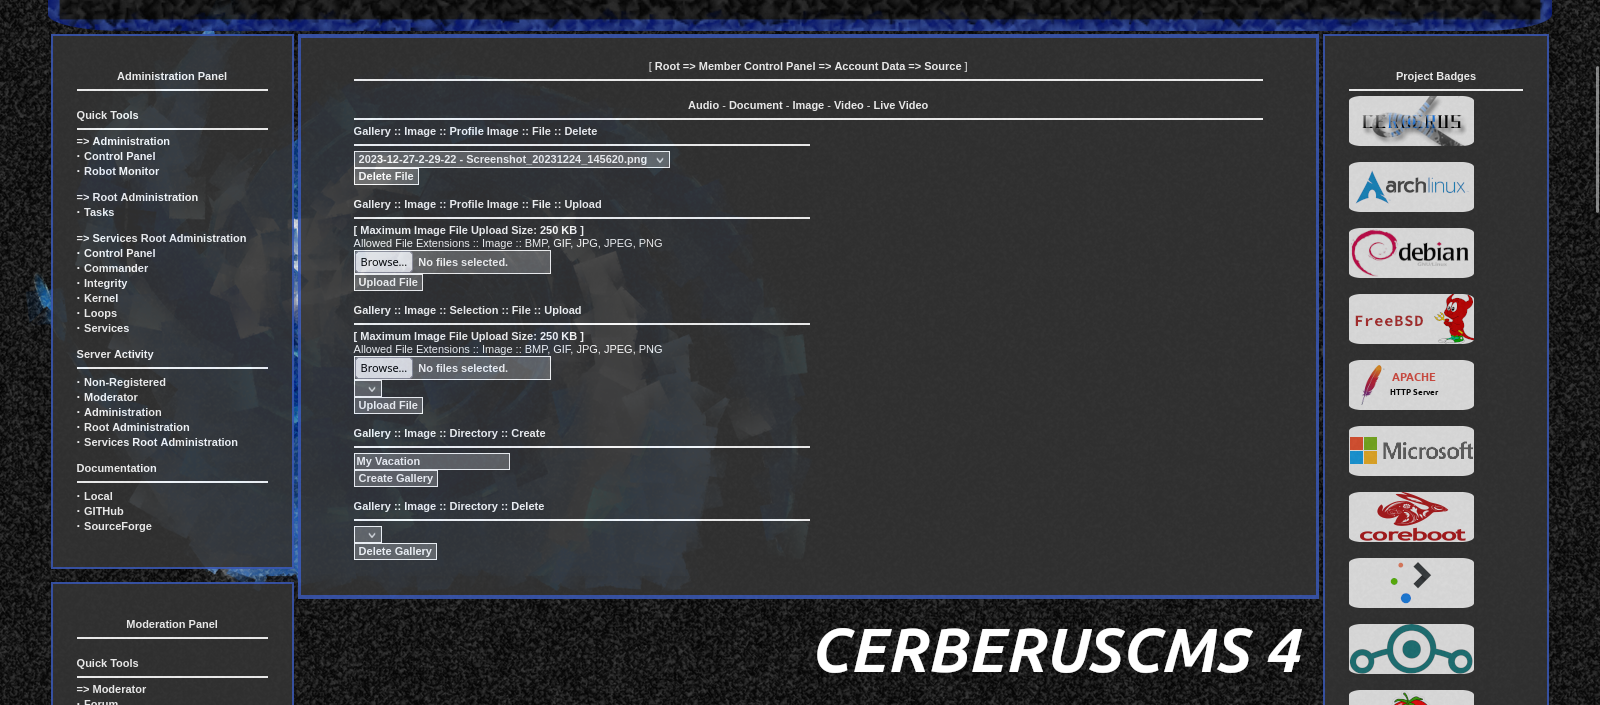 Administration Panel
Quick Tools
=> Administration
· Control Panel
· Robot Monitor
=> Root Administration
· Tasks
=> Services Root Administration
· Control Panel
· Commander
· Integrity
· Kernel
· Loops
· Services
Server Activity
· Non-Registered
· Moderator
· Administration
· Root Administration
· Services Root Administration
Documentation
· Local
· GITHub
· SourceForge
Moderation Panel
Quick Tools
=> Moderator
· Forum
[ Root => Member Control Panel => Account Data => Source ]
Audio - Document - Image - Video - Live Video
Gallery :: Image :: Profile Image :: File :: Delete
2023-12-27-2-29-22 - Screenshot_20231224_145620.png
Delete File
Gallery :: Image :: Profile Image :: File :: Upload
[ Maximum Image File Upload Size: 250 KB ]
Allowed File Extensions :: Image :: BMP, GIF, JPG, JPEG, PNG
Browse... No files selected.
Upload File
Gallery :: Image :: Selection :: File :: Upload
[ Maximum Image File Upload Size: 250 KB ]
Allowed File Extensions :: Image :: BMP, GIF, JPG, JPEG, PNG
Browse... No files selected.
Upload File
Gallery :: Image :: Directory :: Create
My Vacation
Create Gallery
Gallery :: Image :: Directory :: Delete
Delete Gallery
CERBERUSCMS 4
Project Badges
CERBERUS
archlinux
debian
FreeBSD
APACHE
HTTP Server
Microsoft
coreboot